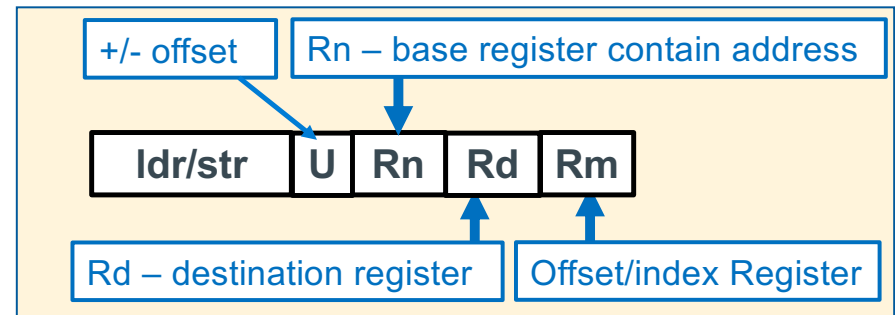 +/- offset
Rn – base register contain address
ldr/str U Rn Rd Rm
Rd – destination register
Offset/index Register